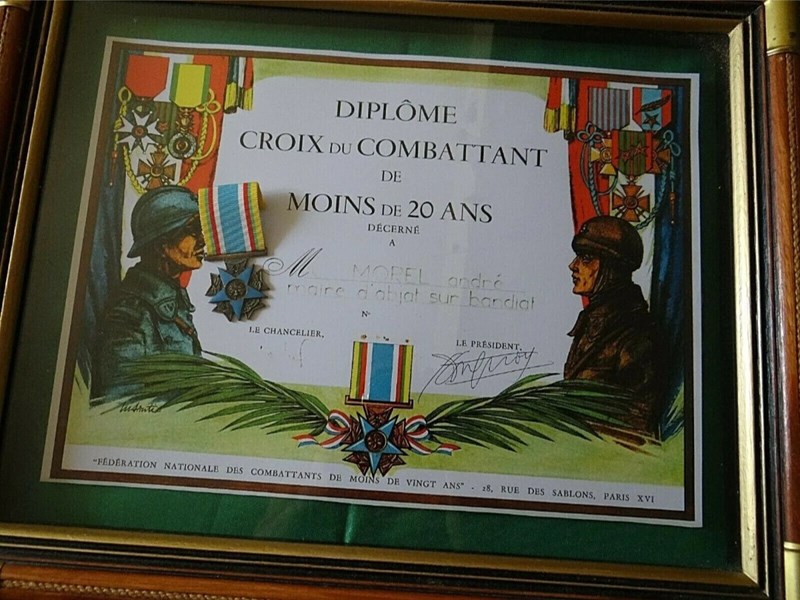 DIPLÔME
CROIX DU COMBATTANT
DE
MOINS DE 20 ANS
DÉCERNÉ
A
M MOREL andré
maire d'abjat sur bandiat
N°
LE CHANCELIER,
LE PRÉSIDENT,
"FÉDÉRATION NATIONALE DES COMBATTANTS DE MOINS DE VINGT ANS" - 28, RUE DES SABLONS, PARIS XVI